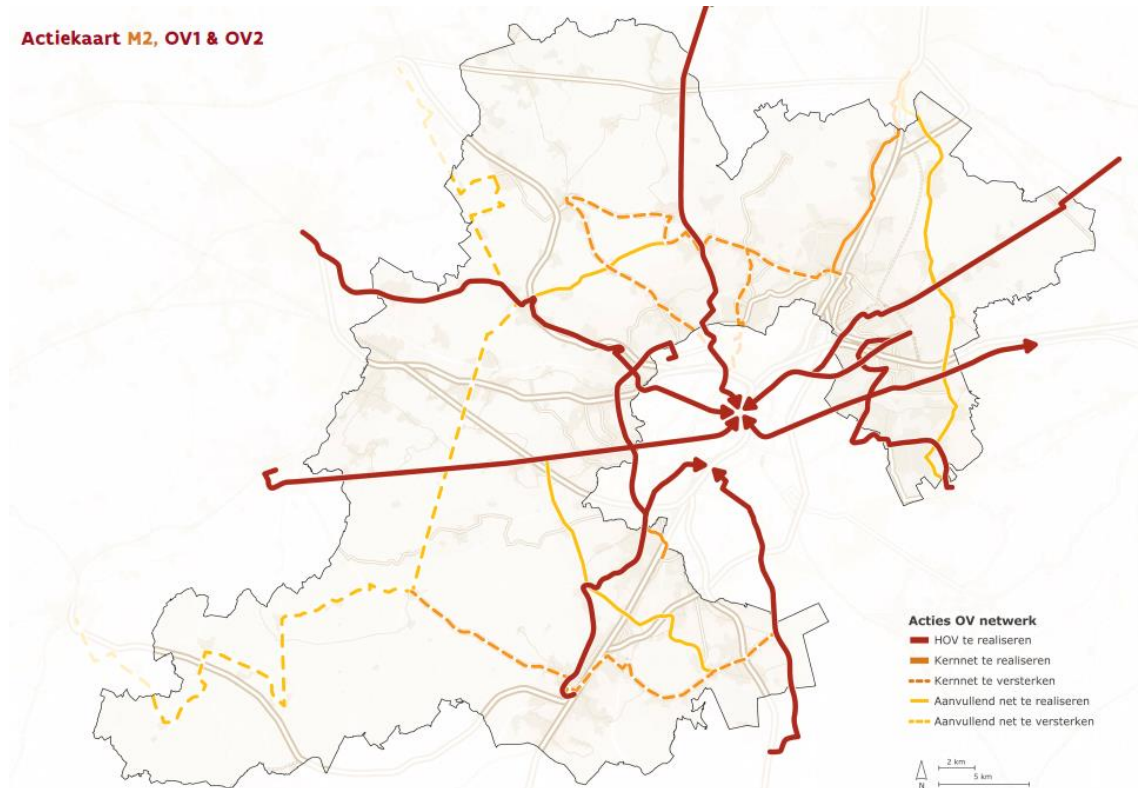 Actiekaart M2, OV1 & OV2
Acties OV netwerk
HOV te realiseren
Kernnet te realiseren
Kernnet te versterken
Aanvullend net te realiseren
Aanvullend net te versterken
N
2 km
5 km